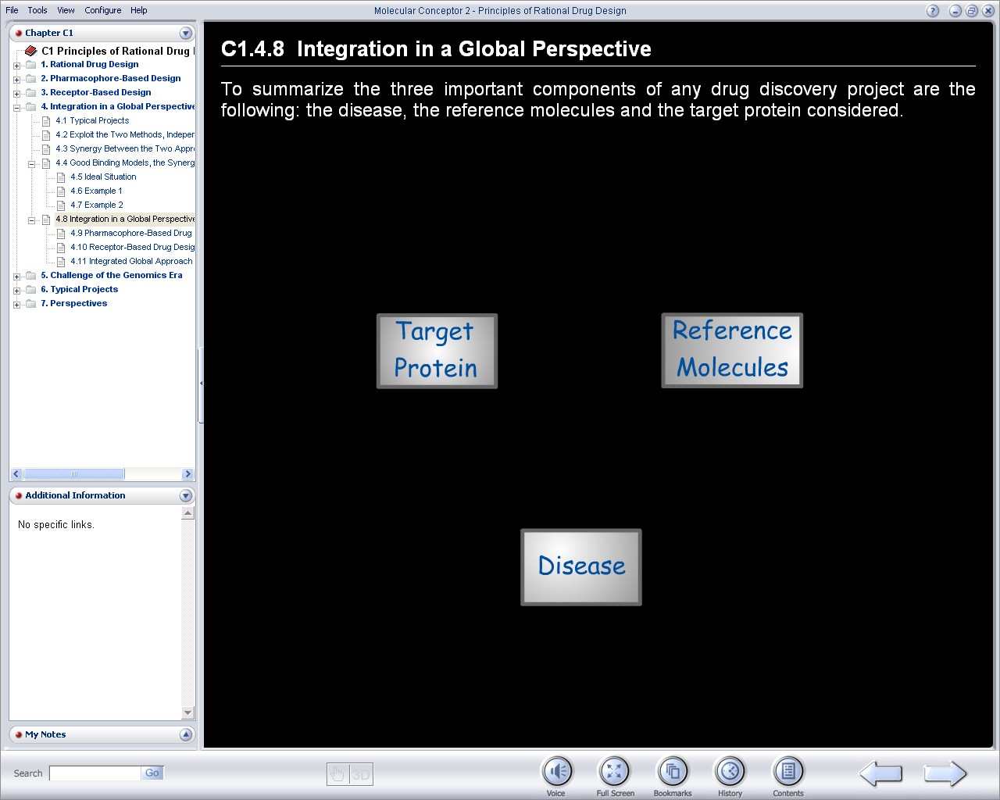 File Tools View Configure Help
Molecular Conceptor 2 - Principles of Rational Drug Design
Chapter C1
C1 Principles of Rational Drug
1. Rational Drug Design
2. Pharmacophore-Based Design
3. Receptor-Based Design
4. Integration in a Global Perspective
4.1 Typical Projects
4.2 Exploit the Two Methods, Indeper
4.3 Synergy Between the Two Appr
4.4 Good Binding Models, the Synerg
4.5 Ideal Situation
4.6 Example 1
4.7 Example 2
4.8 Integration in a Global Perspective
4.9 Pharmacophore-Based Drug
4.10 Receptor-Based Drug Desig
4.11 Integrated Global Approach
5. Challenge of the Genomics Era
6. Typical Projects
7. Perspectives
Additional Information
No specific links.
My Notes
C1.4.8 Integration in a Global Perspective
To summarize the three important components of any drug discovery project are the
following: the disease, the reference molecules and the target protein considered.
Target
Protein
Reference
Molecules
Disease
Search
Go
3D
Voice
Full Screen
Bookmarks
History
Contents